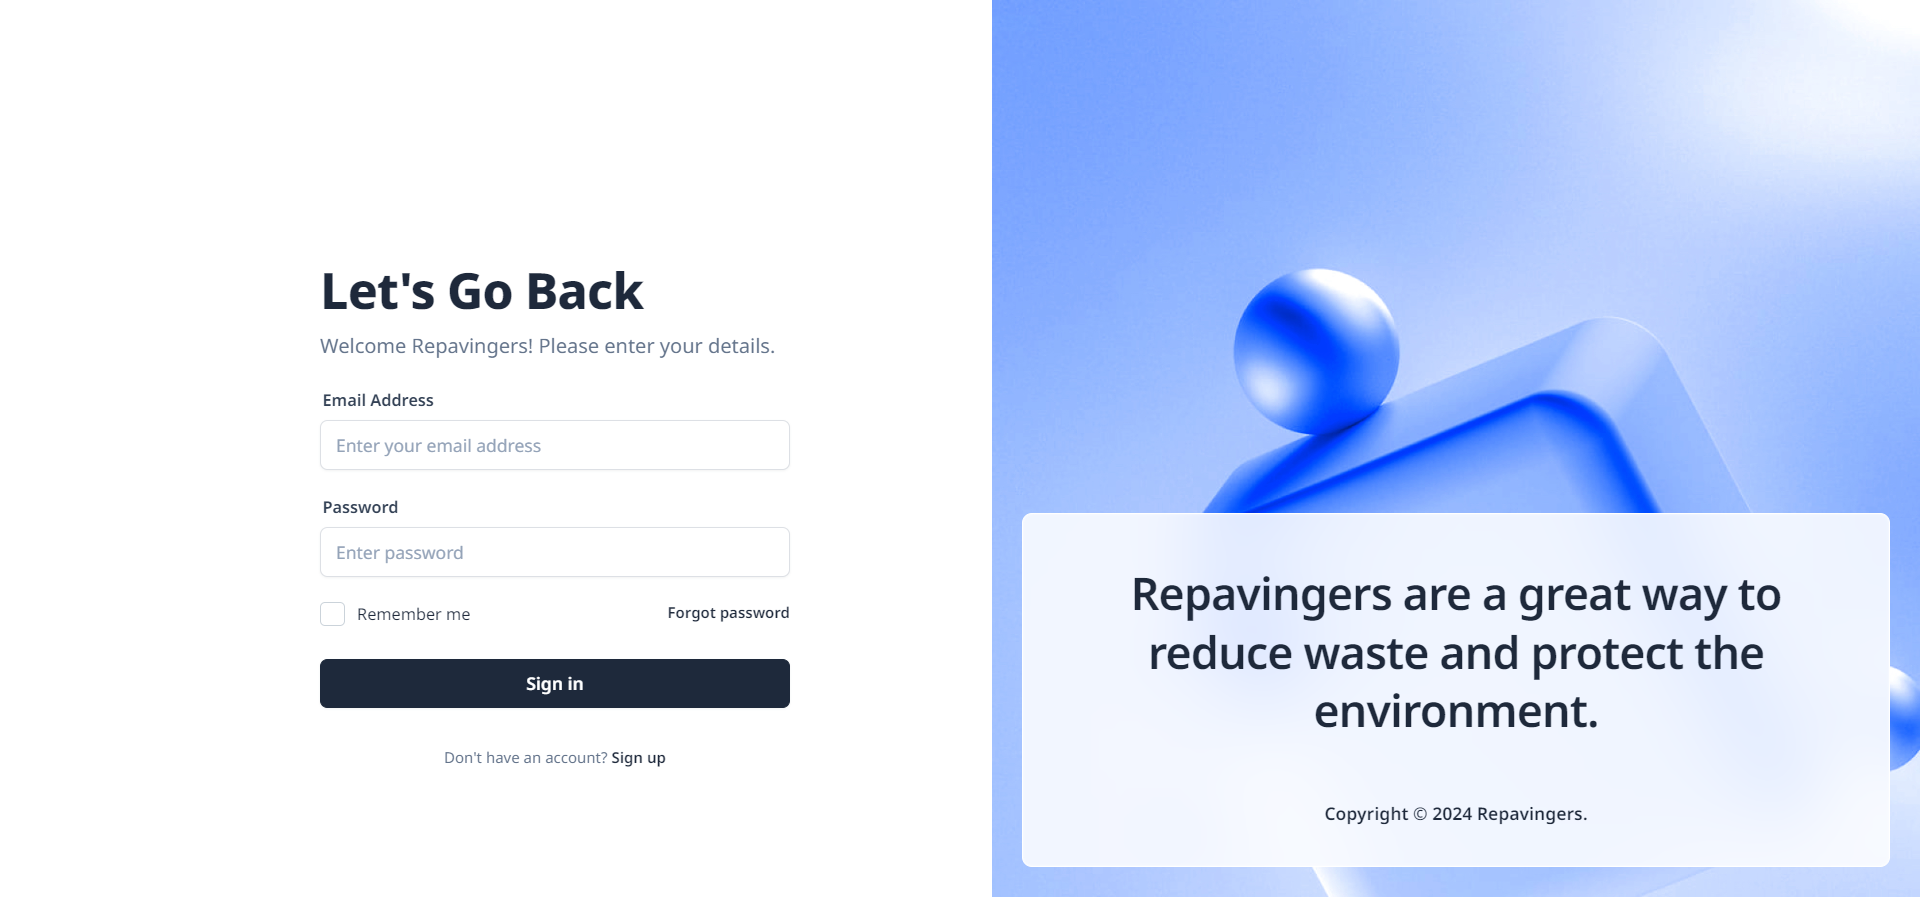 Let's Go Back
Welcome Repavingers! Please enter your details.
Email Address
Enter your email address
Password
Enter password
Remember me
Forgot password
Sign in
Don't have an account? Sign up
Repavingers are a great way to
reduce waste and protect the
environment.
Copyright © 2024 Repavingers.